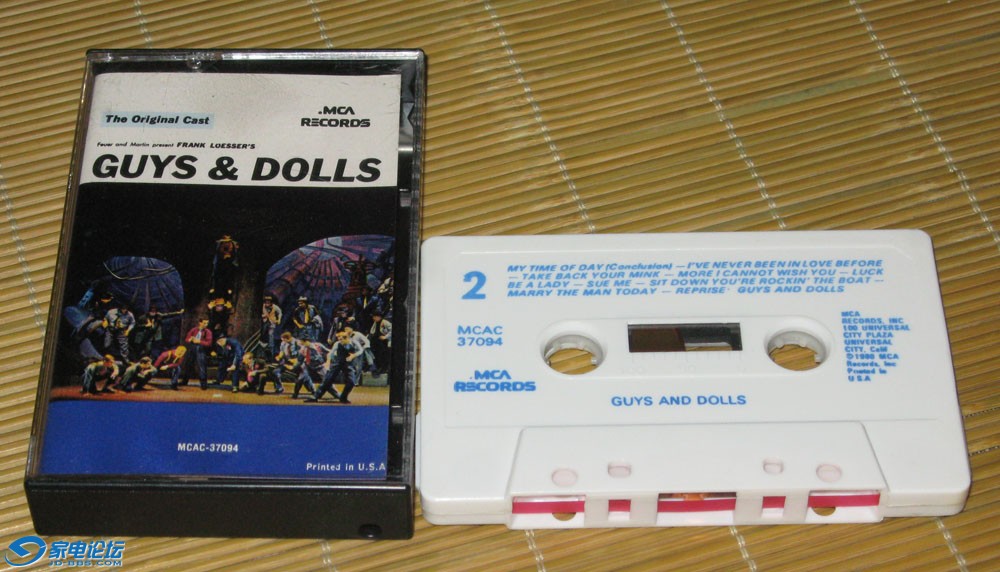 The Original Cast
MCA
RECORDS
Feuer and Martin present FRANK LOESSER'S
GUYS & DOLLS
MCAC-37094
Printed in U.S.A
2
MY TIME OF DAY (Conclusion) — I'VE NEVER BEEN IN LOVE BEFORE
— TAKE BACK YOUR MINK — MORE I CANNOT WISH YOU — LUCK
BE A LADY — SUE ME — SIT DOWN YOU'RE ROCKIN' THE BOAT —
MARRY THE MAN TODAY — REPRISE' GUYS AND DOLLS
MCAC
37094
MCA
RECORDS
MCA
RECORDS, INC
100 UNIVERSAL
CITY PLAZA
UNIVERSAL
CITY,
©1980 MCA
Records, Inc
Printed in
U.S.A
GUYS AND DOLLS
家电论坛
JD-BBS.COM